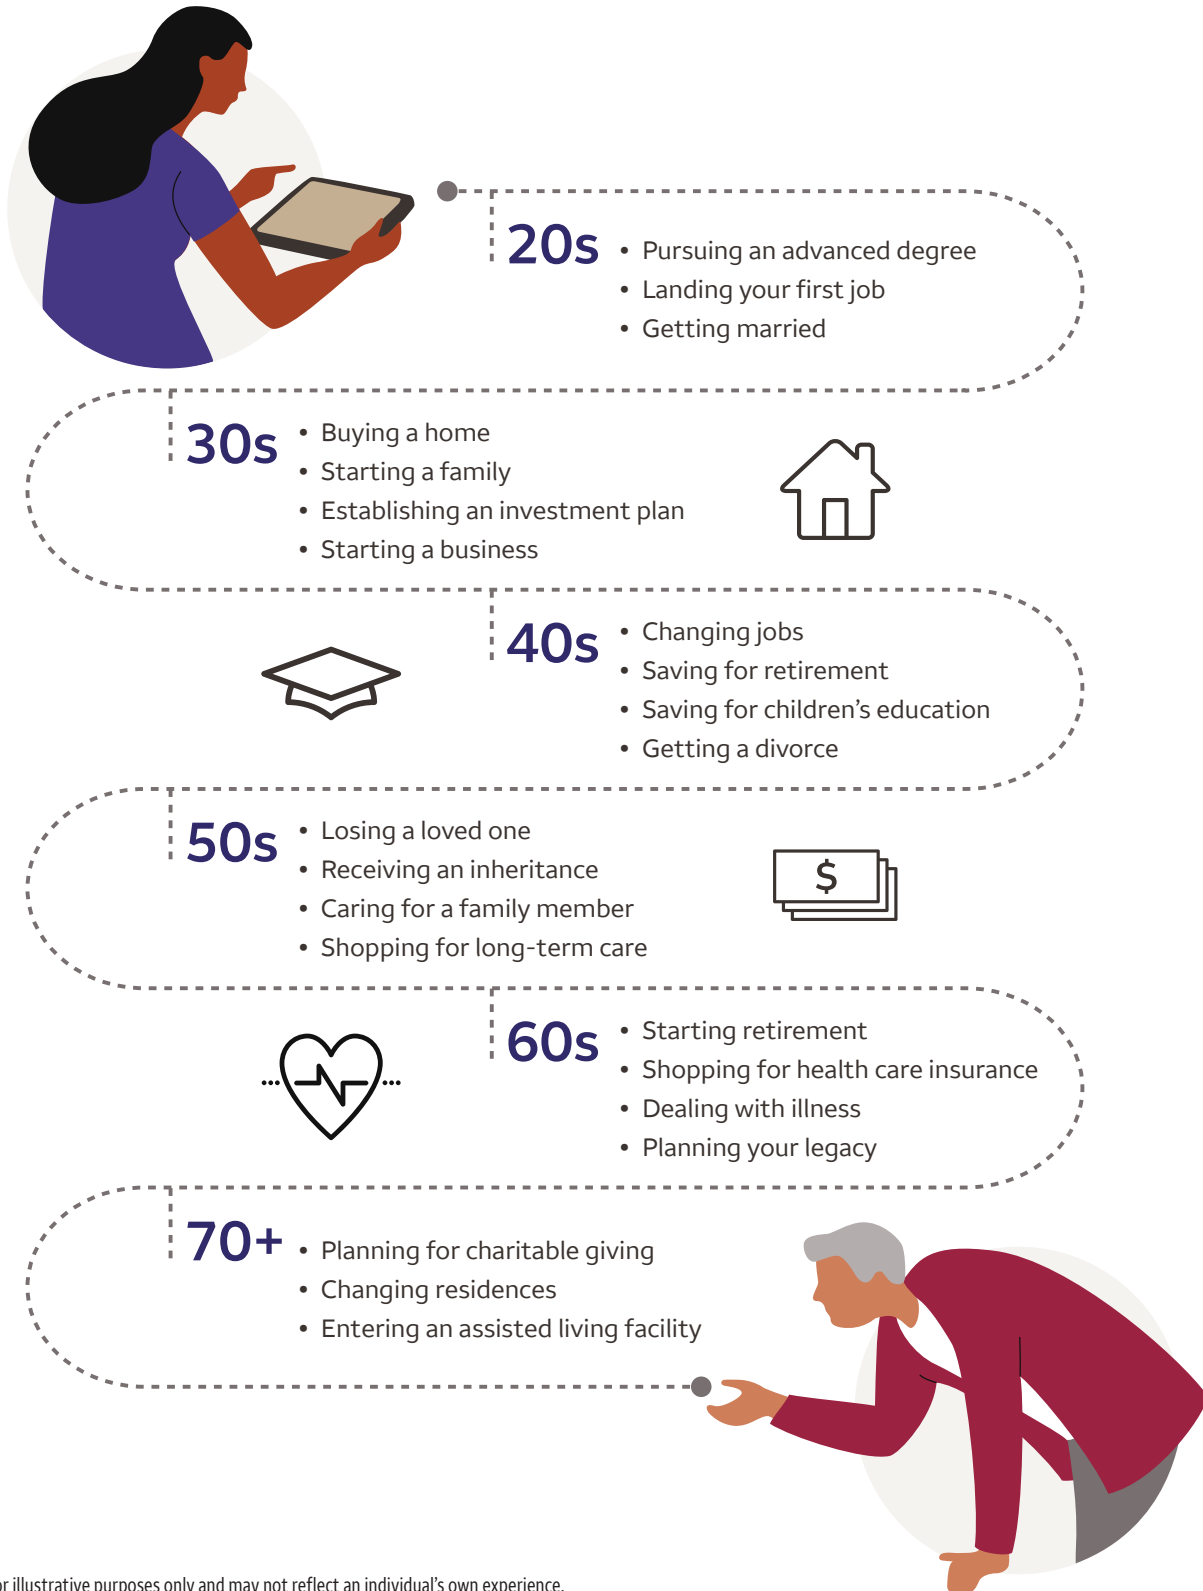 20s
• Pursuing an advanced degree
• Landing your first job
• Getting married
30s
• Buying a home
• Starting a family
• Establishing an investment plan
• Starting a business
40s
• Changing jobs
• Saving for retirement
• Saving for children’s education
• Getting a divorce
50s
• Losing a loved one
• Receiving an inheritance
• Caring for a family member
• Shopping for long-term care
$
60s
• Starting retirement
• Shopping for health care insurance
• Dealing with illness
• Planning your legacy
70+
• Planning for charitable giving
• Changing residences
• Entering an assisted living facility
illustrative purposes only and may not reflect an individual’s own experience.